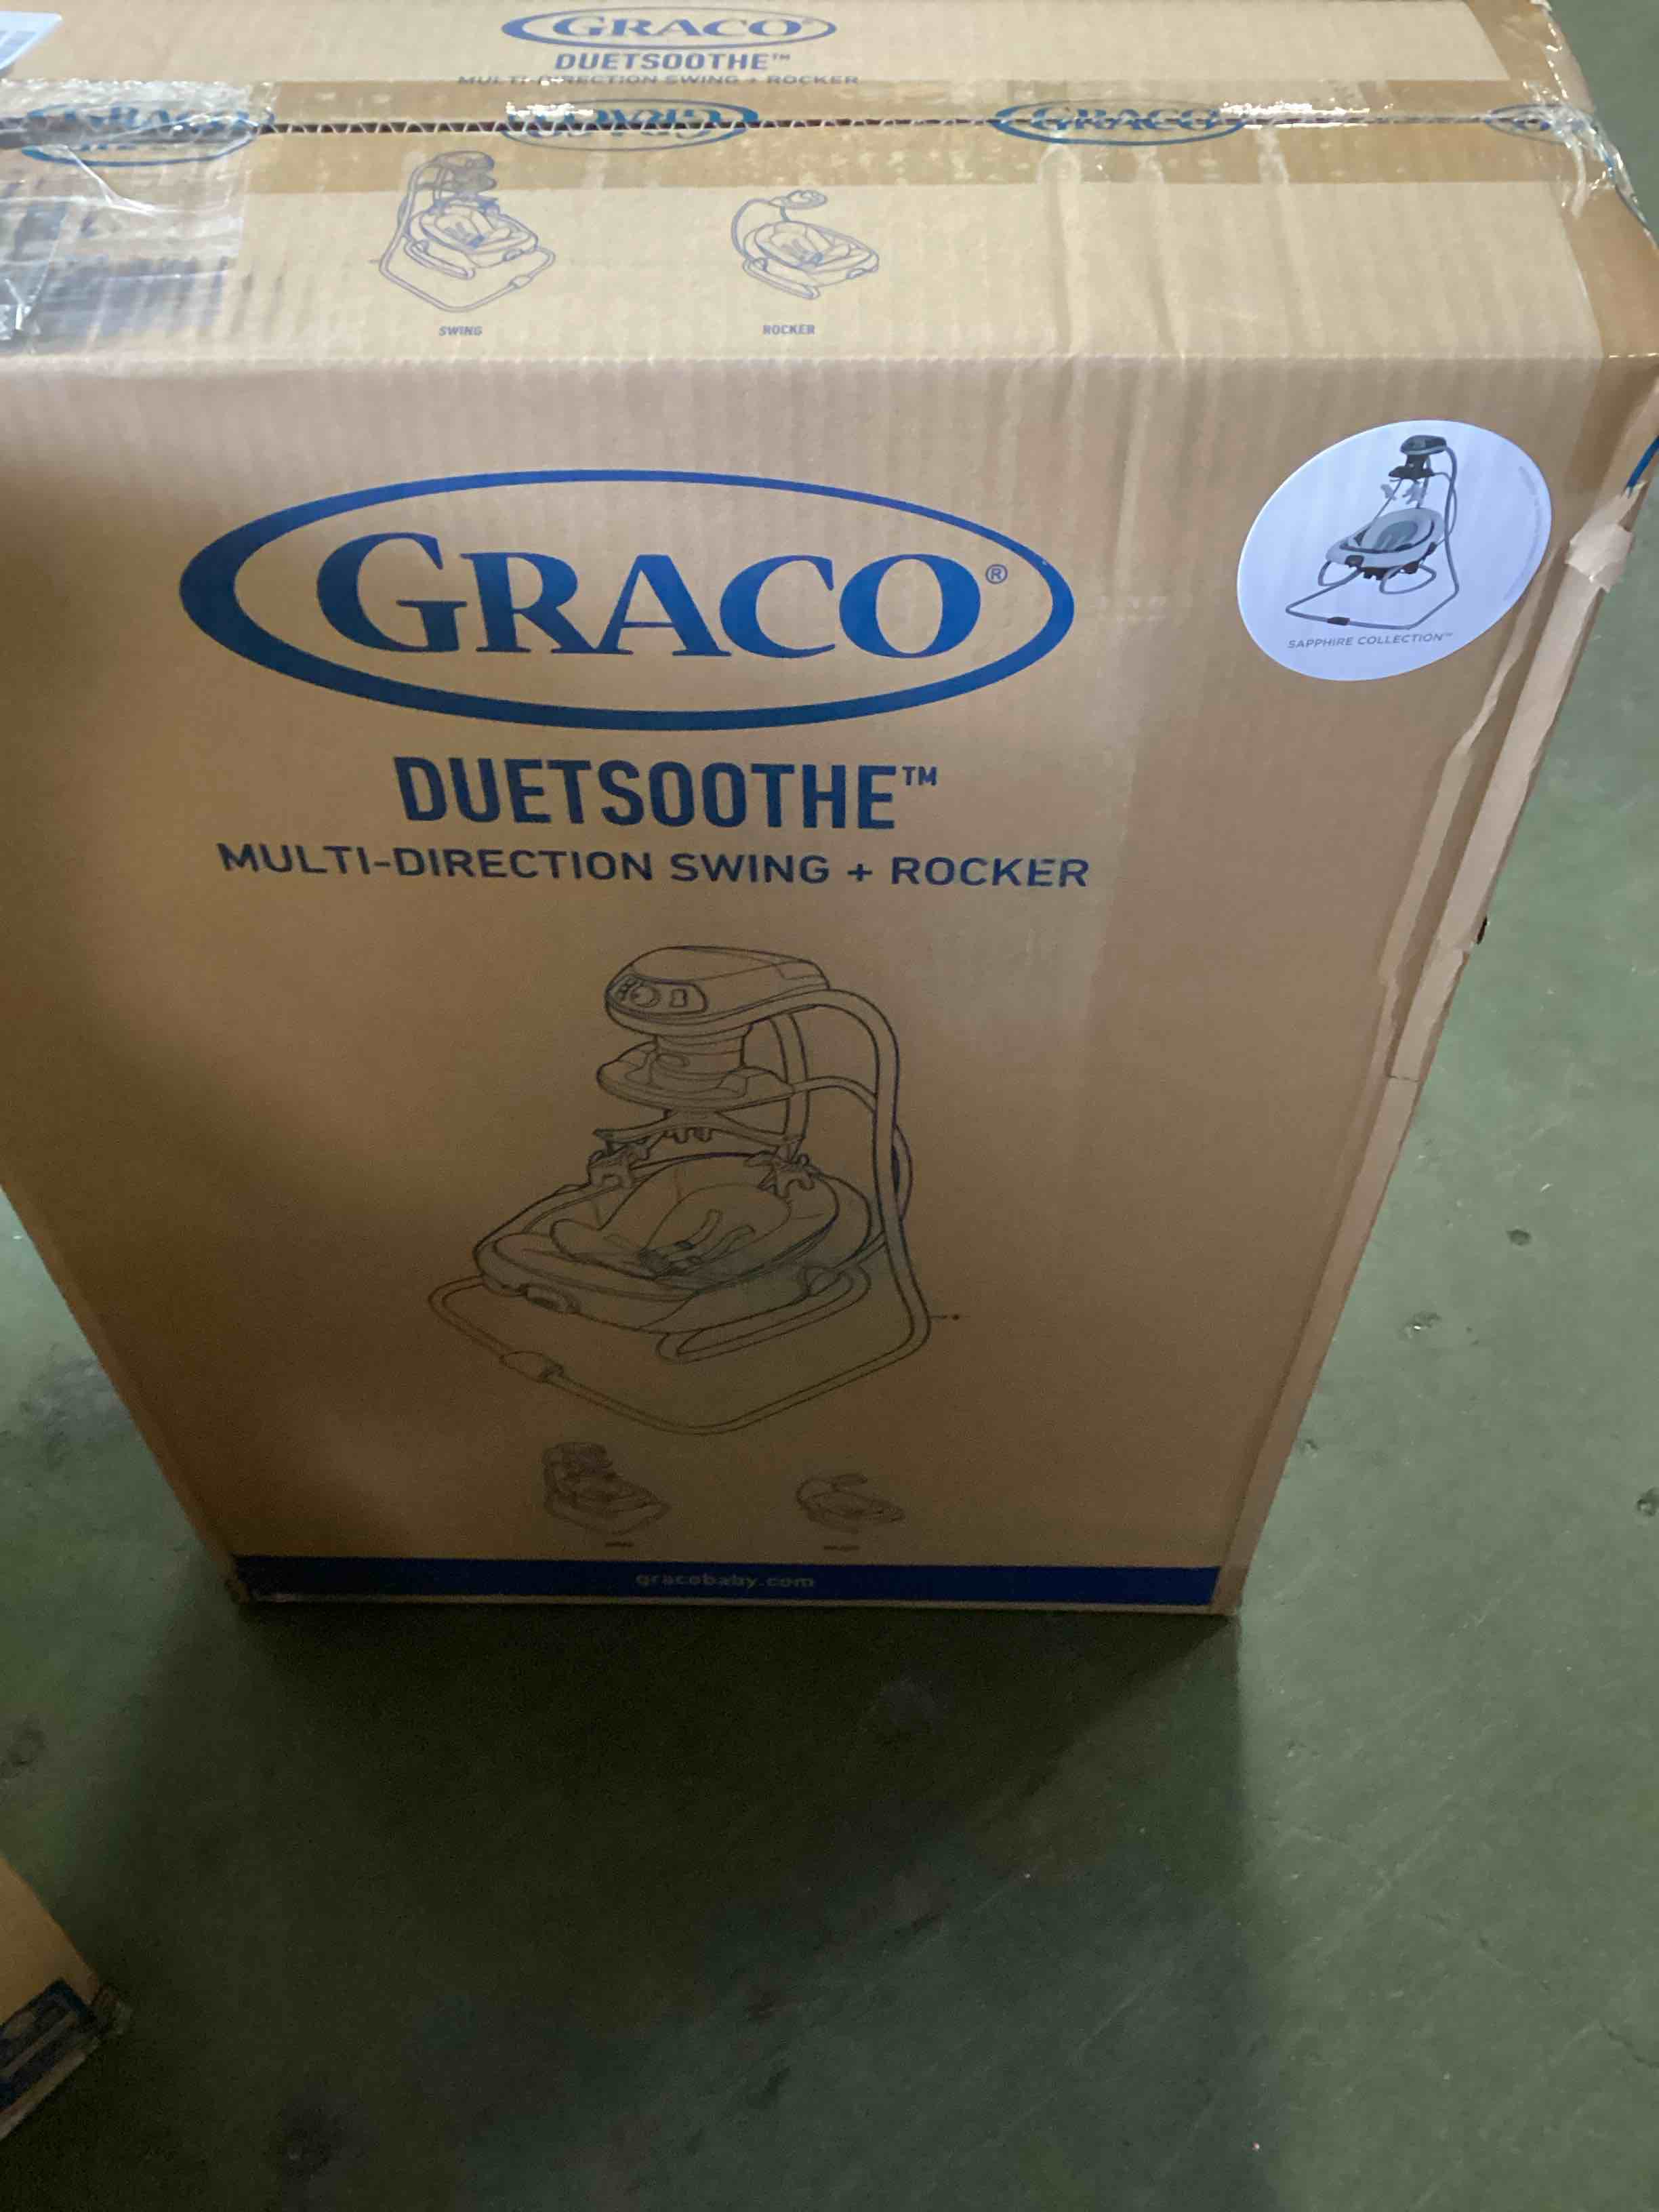 GRACO®
DUETSOOTHE™
MULTI-DIRECTION SWING + ROCKER
GRACO
GRACO
GRACO
SWING
ROCKER
SAPPHIRE COLLECTION™
GRACO®
DUETSOOTHE™
MULTI-DIRECTION SWING + ROCKER
gracobaby.com